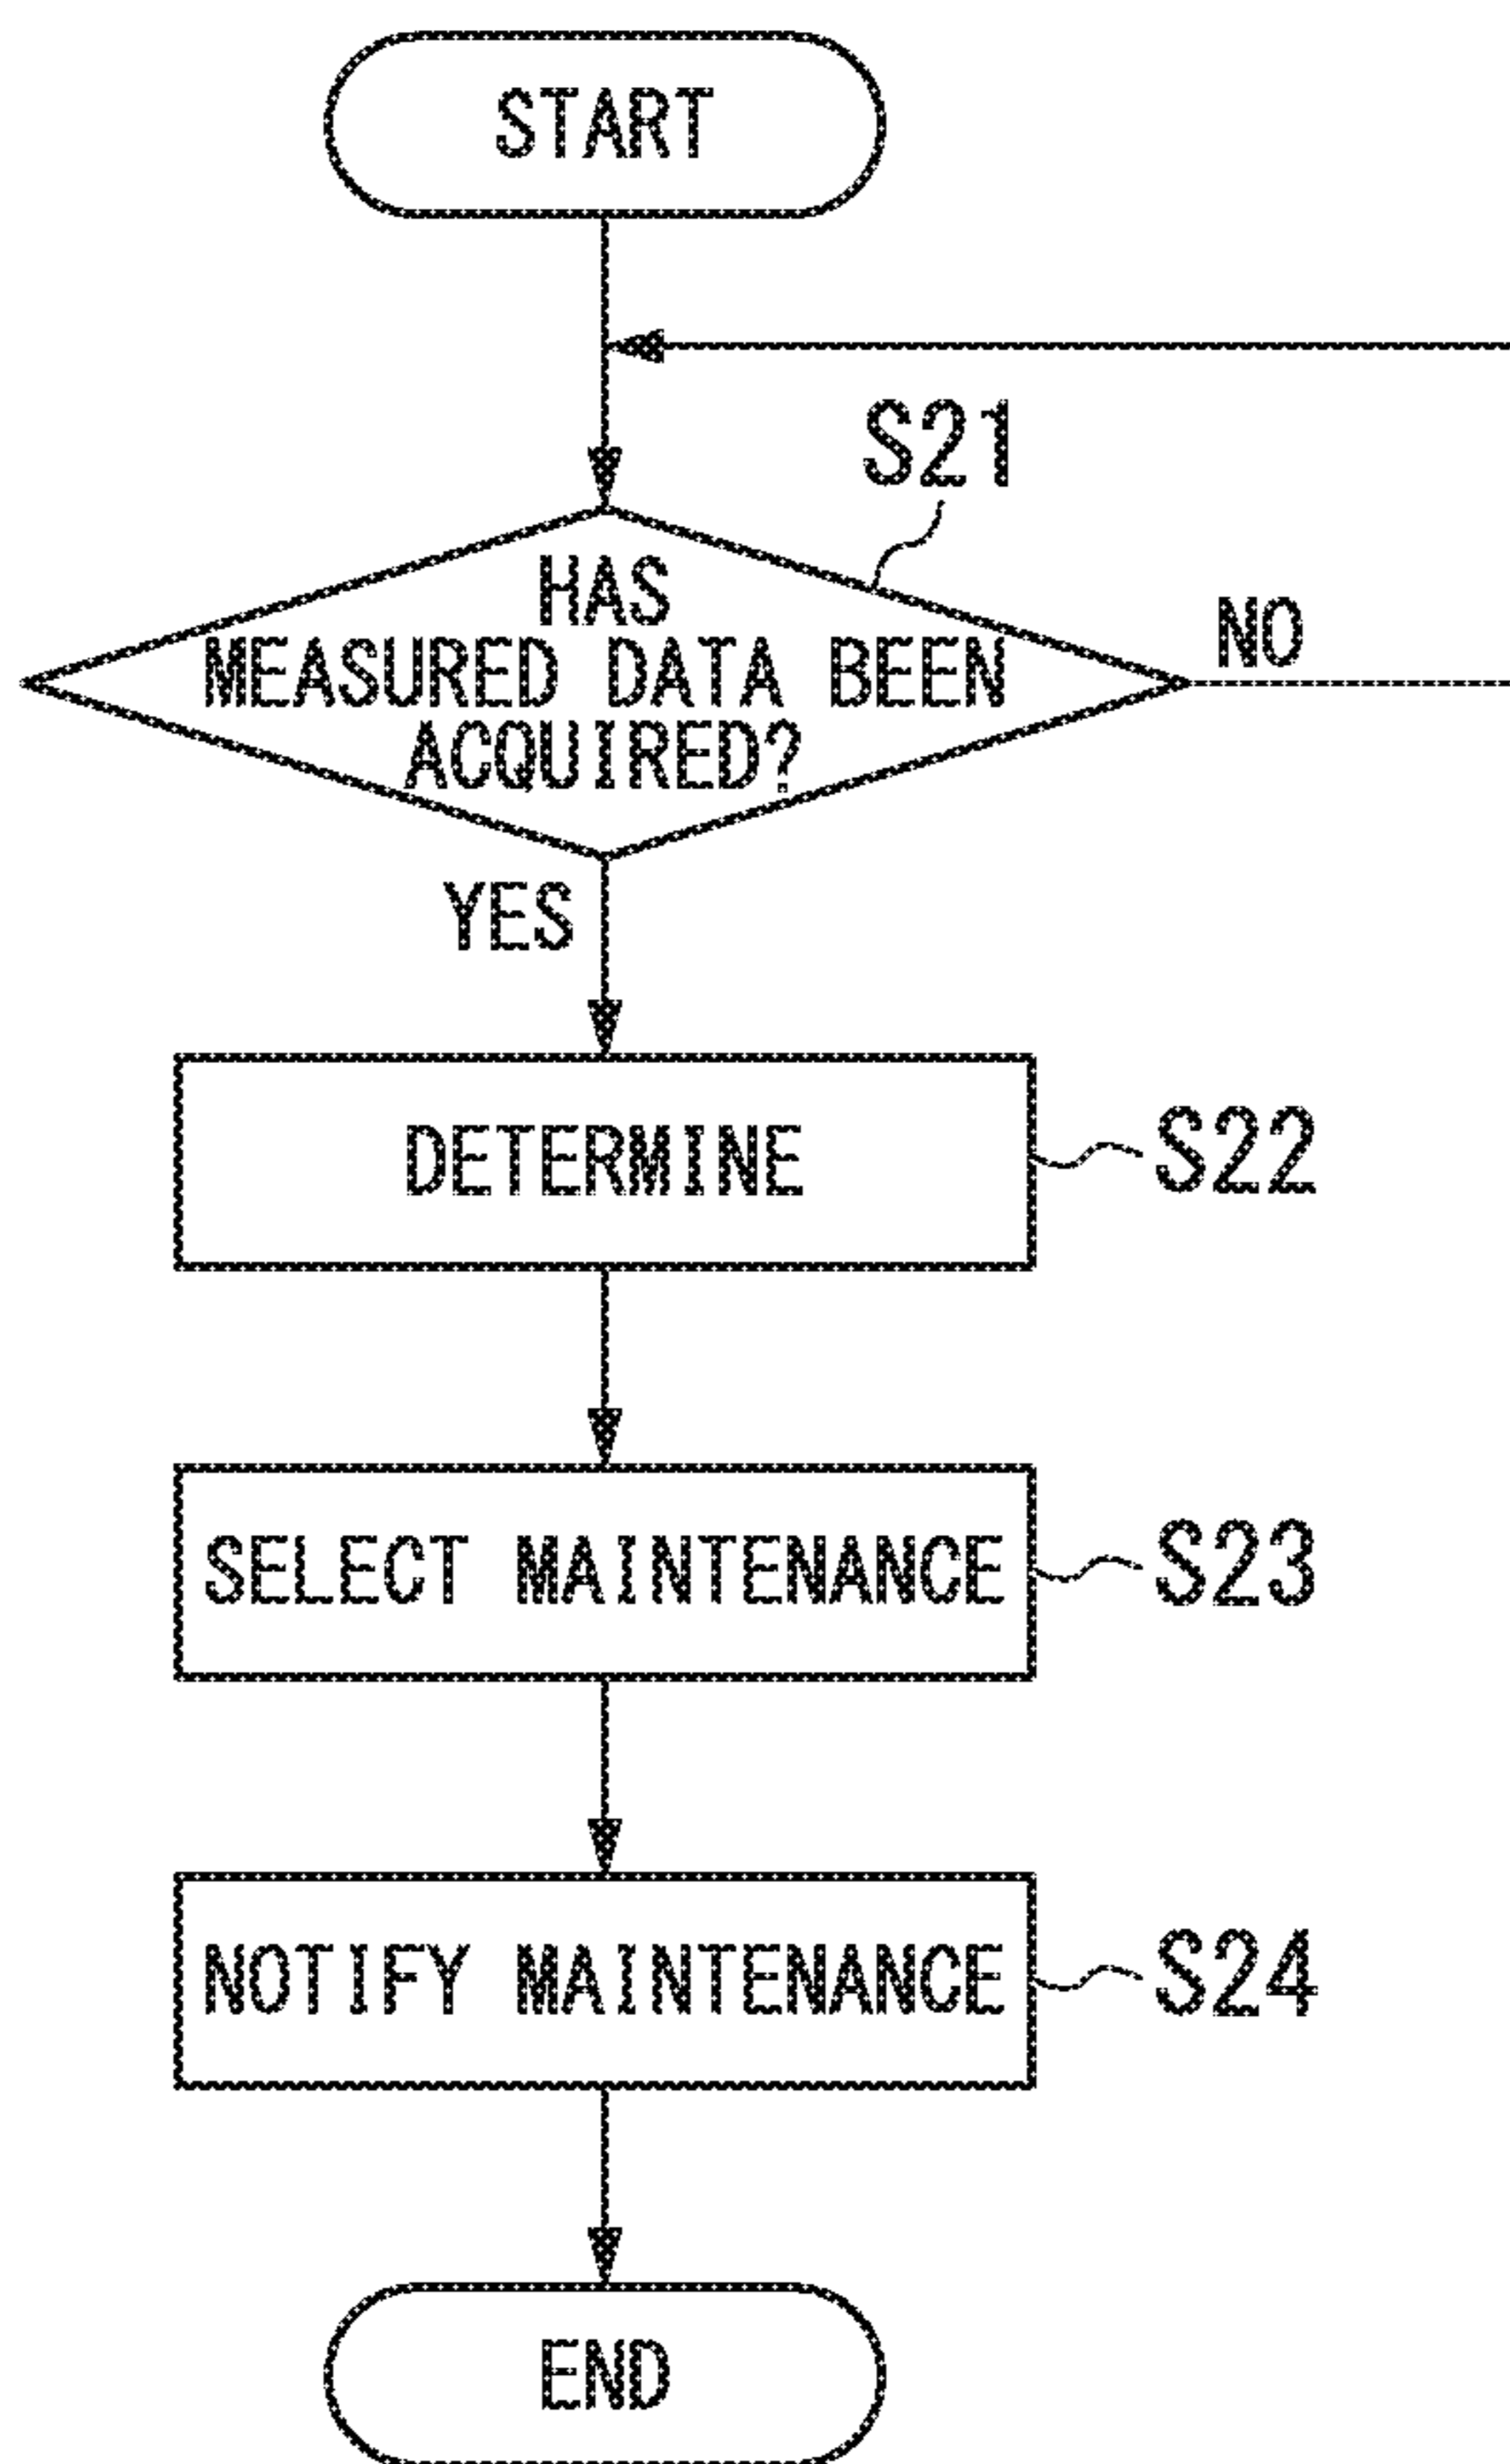 START
S21
HAS
MEASURED DATA BEEN
ACQUIRED?
NO
YES
DETERMINE
S22
SELECT MAINTENANCE
S23
NOTIFY MAINTENANCE
S24
END